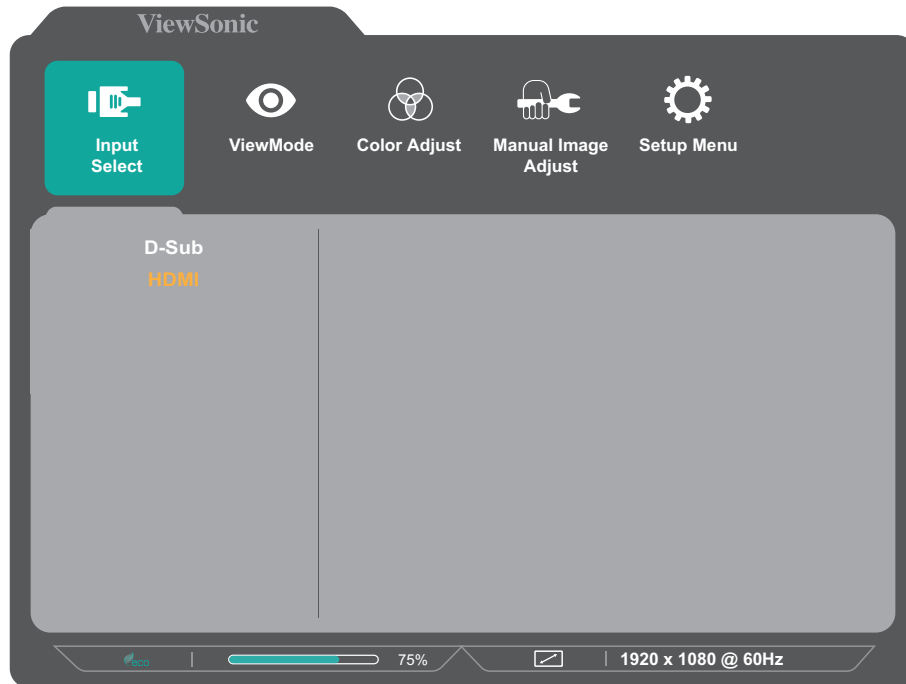 ViewSonic
Input
Select
ViewMode
Color Adjust
Manual Image
Adjust
Setup Menu
D-Sub
HDMI
eco
75%
1920 x 1080 @ 60Hz